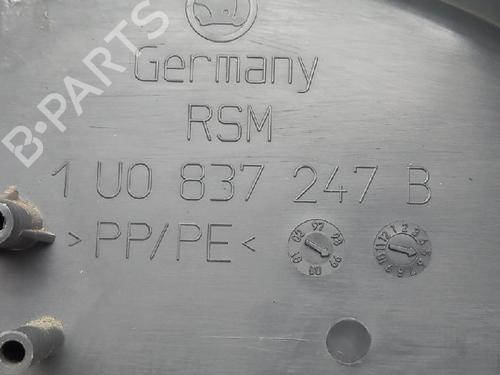 Germany
RSM
1 U0 837 247 B
>PP/PE<
B-PARTS